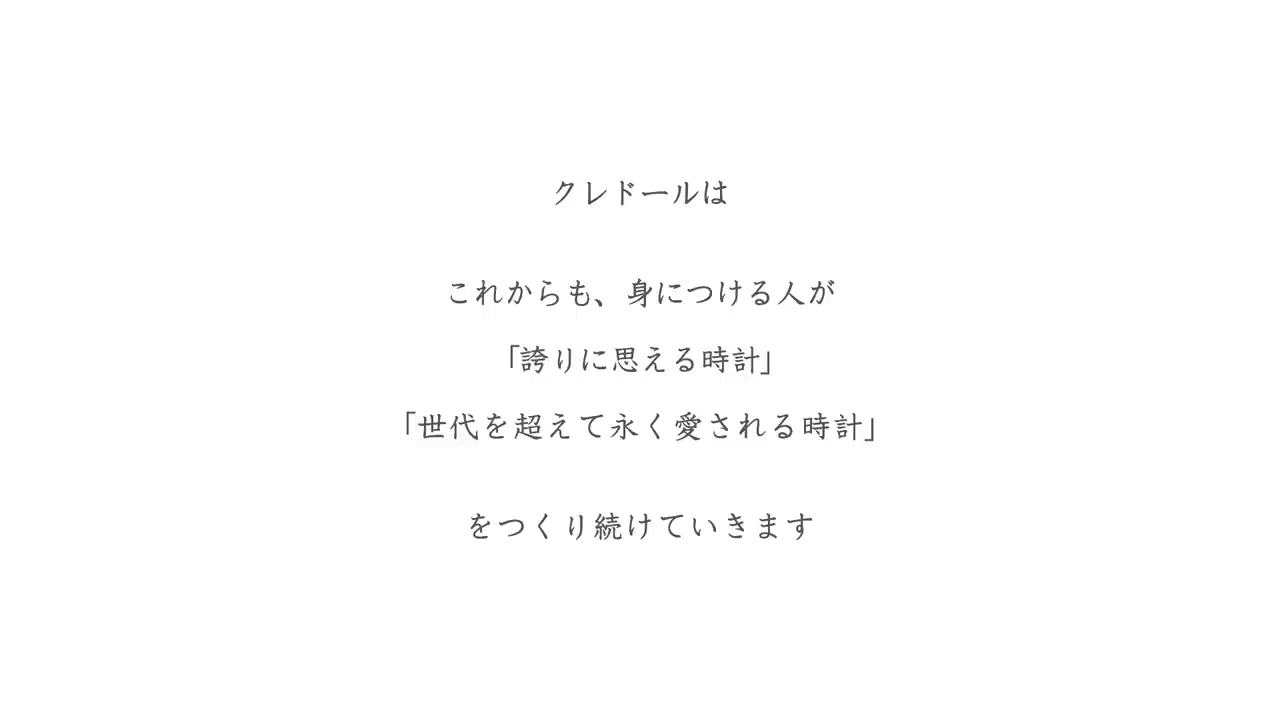 クレドールは
これからも、身につける人が
「誇りに思える時計」
「世代を超えて永く愛される時計」
をつくり続けていきます